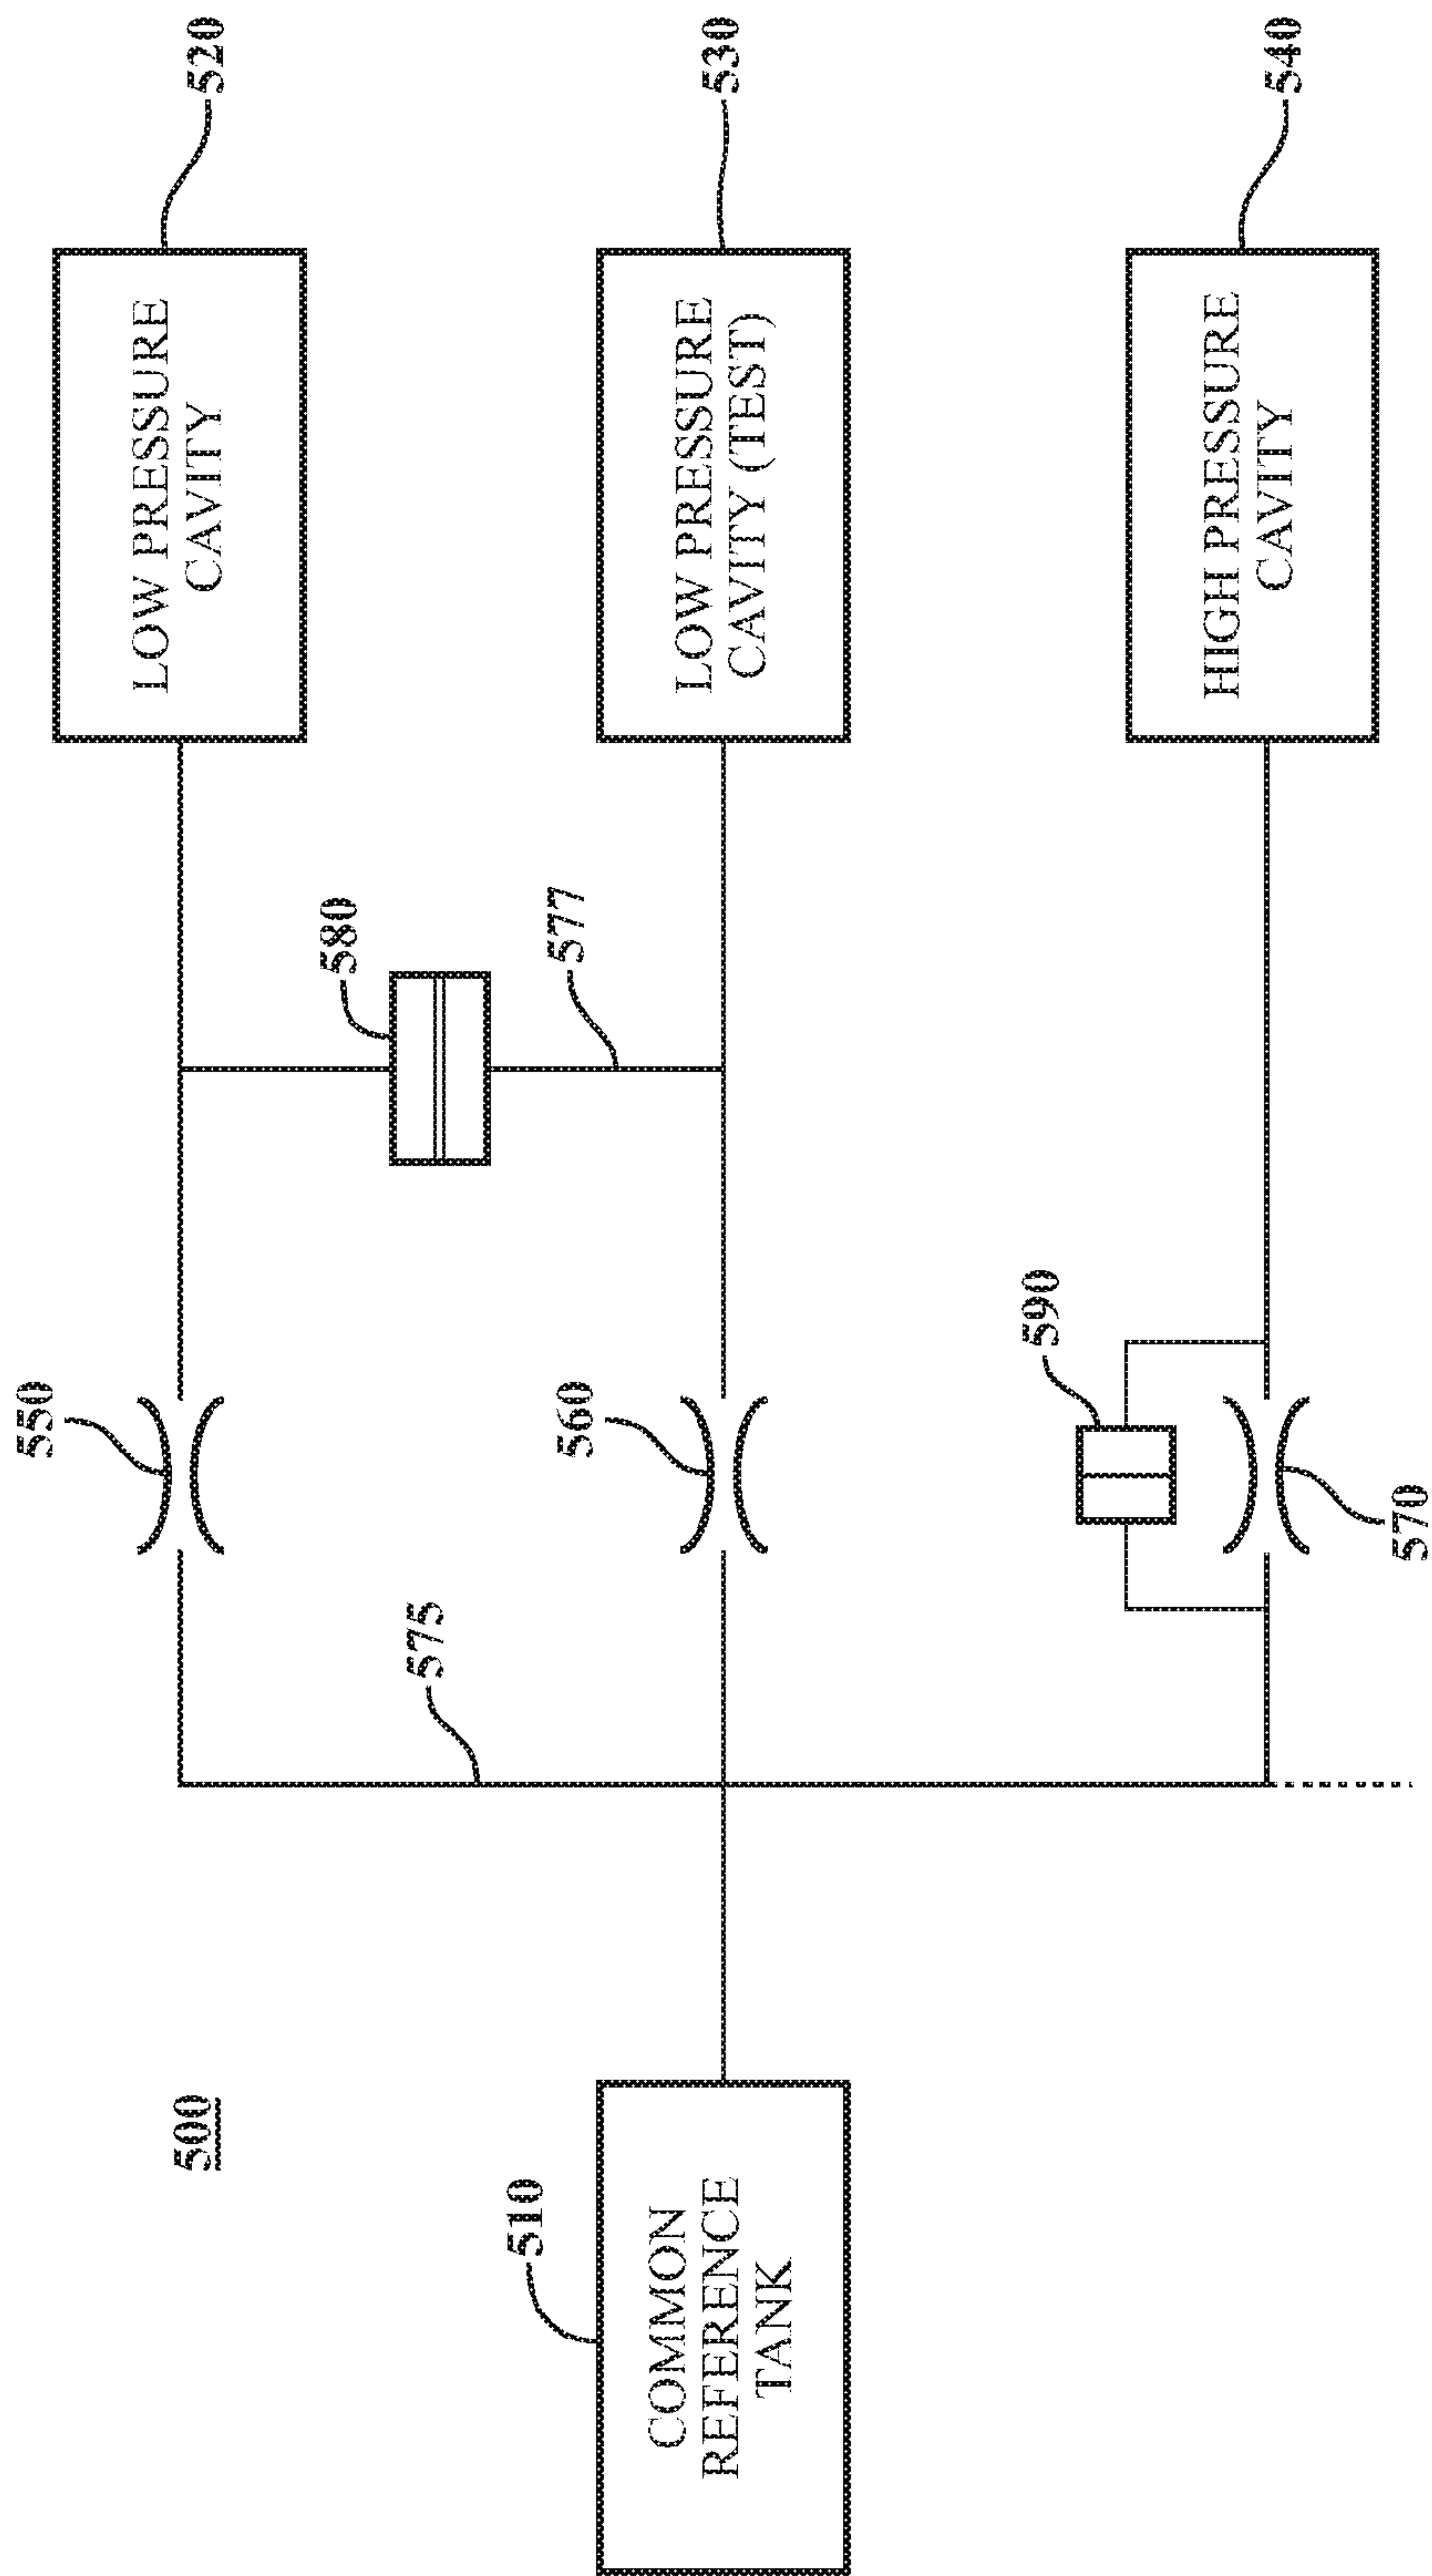 500
510
COMMON
REFERENCE
TANK
575
550
560
570
590
580
577
LOW PRESSURE
CAVITY
520
LOW PRESSURE
CAVITY (TEST)
530
HIGH PRESSURE
CAVITY
540